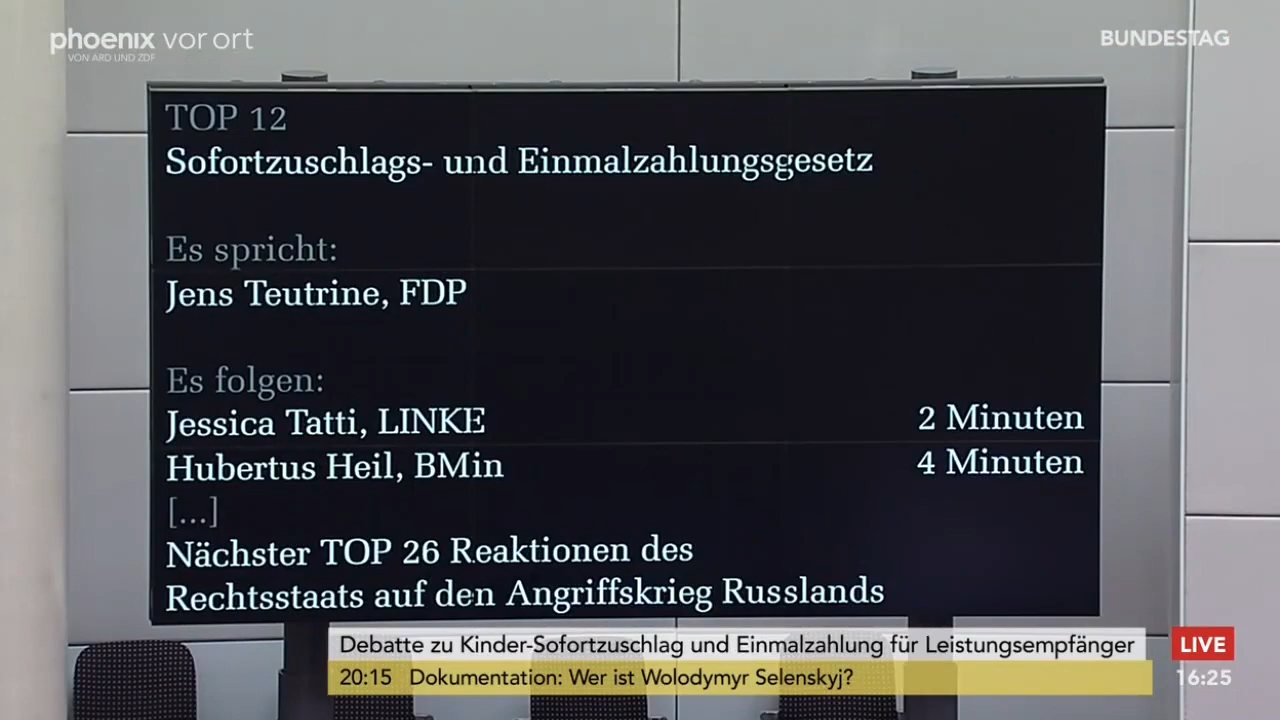 phoenix vor ort
VON ARD UND ZDF
BUNDESTAG
TOP 12
Sofortzuschlags- und Einmalzahlungsgesetz
Es spricht:
Jens Teutrine, FDP
Es folgen:
Jessica Tatti, LINKE 2 Minuten
Hubertus Heil, BMin 4 Minuten
[...]
Nächster TOP 26 Reaktionen des
Rechtsstaats auf den Angriffskrieg Russlands
Debatte zu Kinder-Sofortzuschlag und Einmalzahlung für Leistungsempfänger
LIVE
20:15 Dokumentation: Wer ist Wolodymyr Selenskyj?
16:25